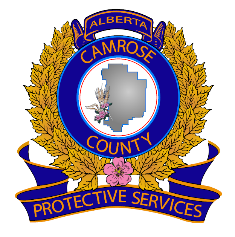 ALBERTA
CAMROSE
COUNTY
PROTECTIVE SERVICES